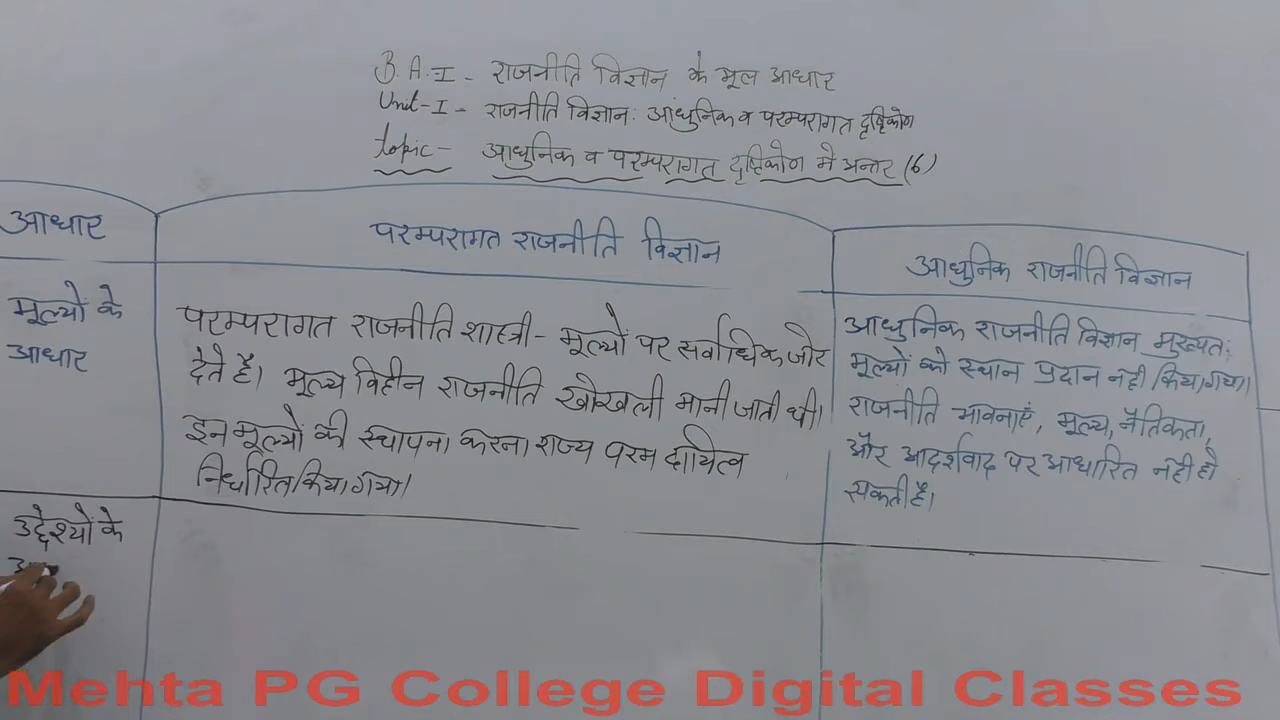 B.A.I - राजनीति विज्ञान के मूल आधार
Unit-I - राजनीति विज्ञान: आधुनिक व परम्परागत दृष्टिकोण
topic - आधुनिक व परम्परागत दृष्टिकोण मे अन्तर (6)
आधार
परम्परागत राजनीति विज्ञान
आधुनिक राजनीति विज्ञान
मूल्यो के
आधार
परम्परागत राजनीति शास्त्री - मूल्यों पर सर्वाधिक जोर
देते है। मूल्य विहीन राजनीति खोखली मानी जाती थी।
इन मूल्यो की स्थापना करना राज्य परम दायित्व
निर्धारित किया गया।
आधुनिक राजनीति विज्ञान मुख्यत:
मूल्यों को स्थान प्रदान नही किया गया।
राजनीति भावनाएं, मूल्य, नैतिकता,
और आदर्शवाद पर आधारित नही हो
सकती है।
उद्देश्यों के
Mehta PG College Digital Classes